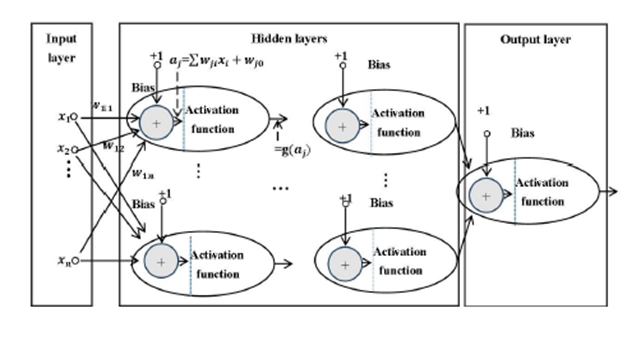 Input
layer
Hidden layers
Output layer
+1
aⱼ=∑wⱼᵢxᵢ + wⱼ₀
Bias
Activation
function
=g(aⱼ)
+1
Bias
Activation
function
x₁
w₁₁
x₂
w₁₂
⋮
w₁ₙ
xₙ
⋮
...
⋮
Bias
+1
Activation
function
+1
Bias
Activation
function
+1
Bias
Activation
function
+
+
+
+
+